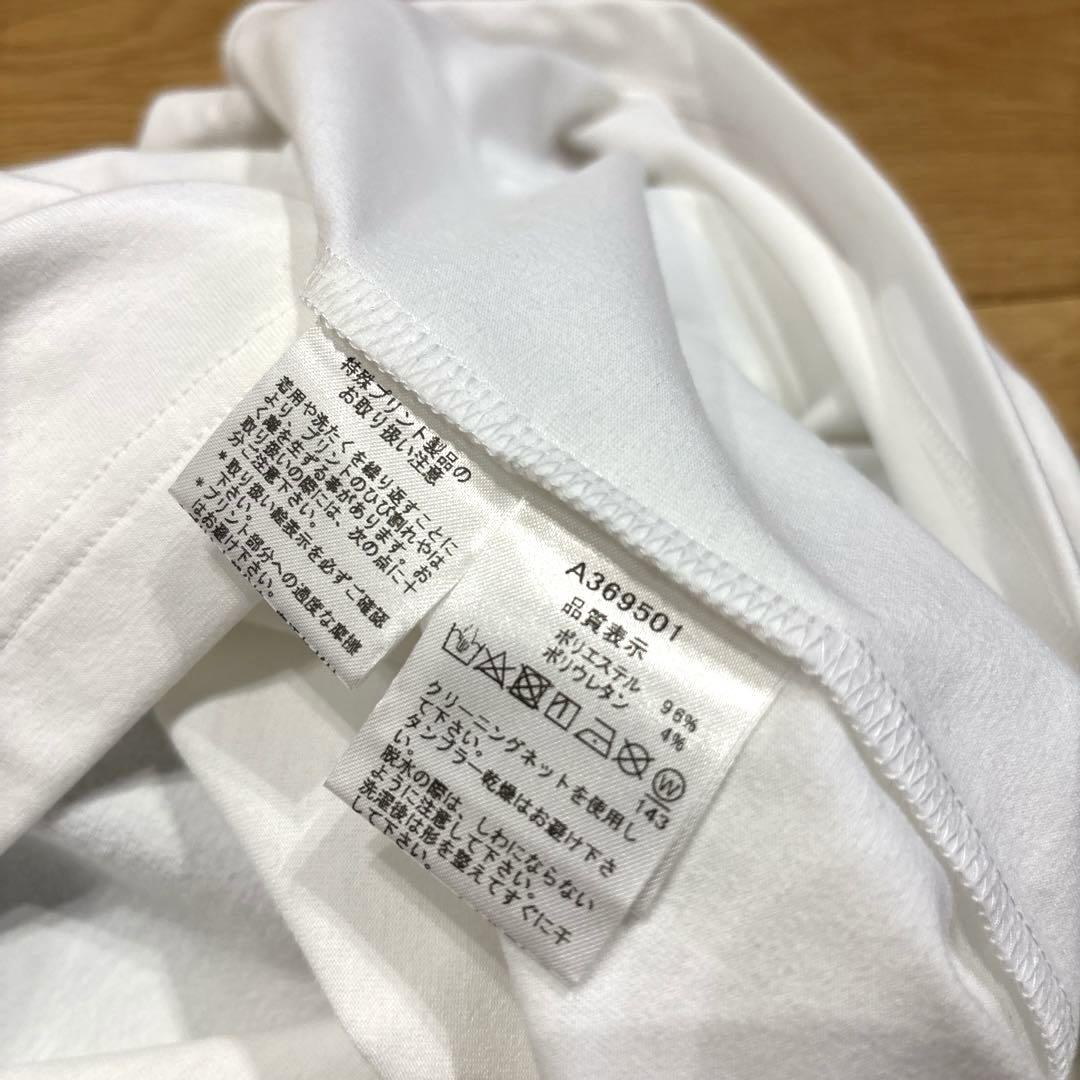 特殊プリント製品の
お取り扱い注意
着用や洗たくを繰り返すことに
よりプリントのひび割れやは
く離を生ずる事があります。お
取り扱いの際には、次の点に十
分ご注意下さい。
*取り扱い絵表示を必ずご確認
下さい。
*プリント部分への過度な摩擦
はお避け下さい。
A369501
品質表示
ポリエステル 96%
ポリウレタン 4%
W
143
クリーニングネットを使用し
て下さい。
タンブラー乾燥はお避け下さ
い。
脱水の際は、しわにならない
ように注意して下さい。
洗濯後は形を整えてすぐに干
して下さい。